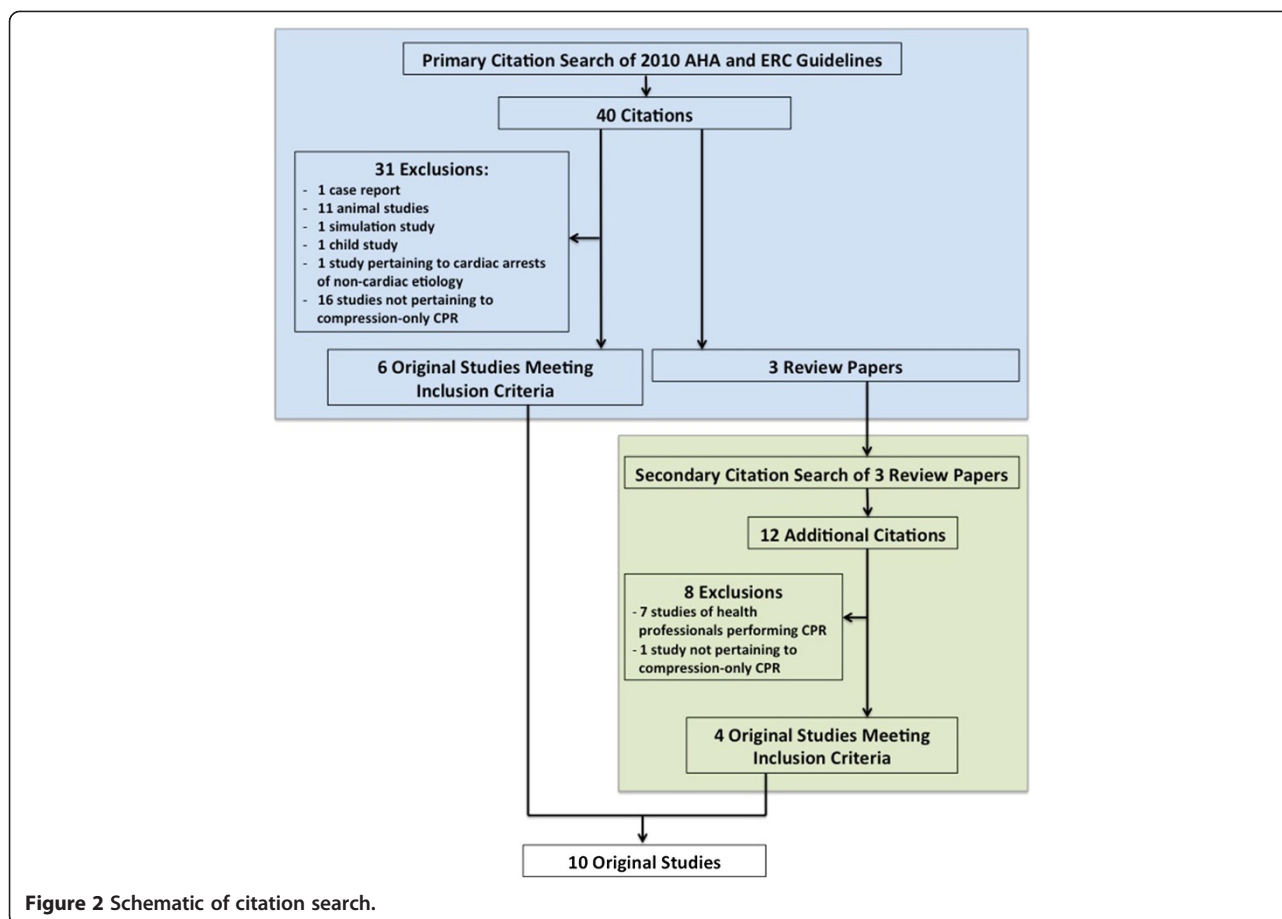 Primary Citation Search of 2010 AHA and ERC Guidelines
40 Citations
31 Exclusions:
- 1 case report
- 11 animal studies
- 1 simulation study
- 1 child study
- 1 study pertaining to cardiac arrests
of non-cardiac etiology
- 16 studies not pertaining to
compression-only CPR
6 Original Studies Meeting
Inclusion Criteria
3 Review Papers
Secondary Citation Search of 3 Review Papers
12 Additional Citations
8 Exclusions
- 7 studies of health
professionals performing CPR
- 1 study not pertaining to
compression-only CPR
4 Original Studies Meeting
Inclusion Criteria
10 Original Studies
Figure 2 Schematic of citation search.